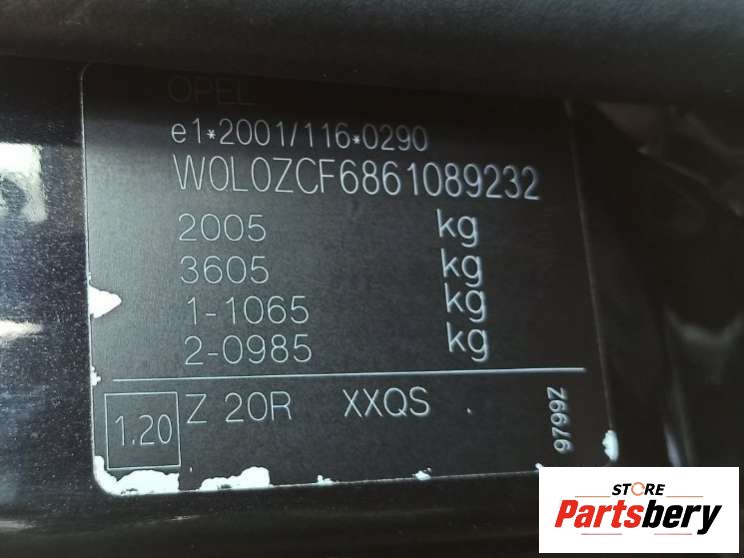 OPEL
e1*2001/116*0290
W0L0ZCF6861089232
2005 kg
3605 kg
1-1065 kg
2-0985 kg
1.20 Z 20R XXQS .
9799Z
STORE
Partsbery